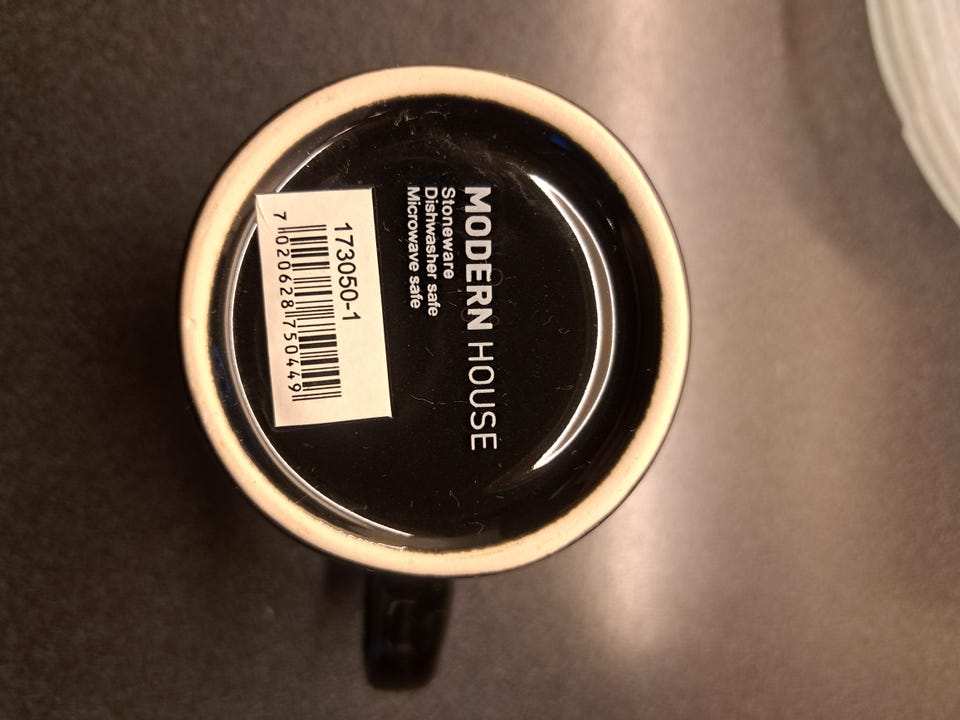 MODERN HOUSE
Stoneware
Dishwasher safe
Microwave safe
173050-1
7 020628 750449